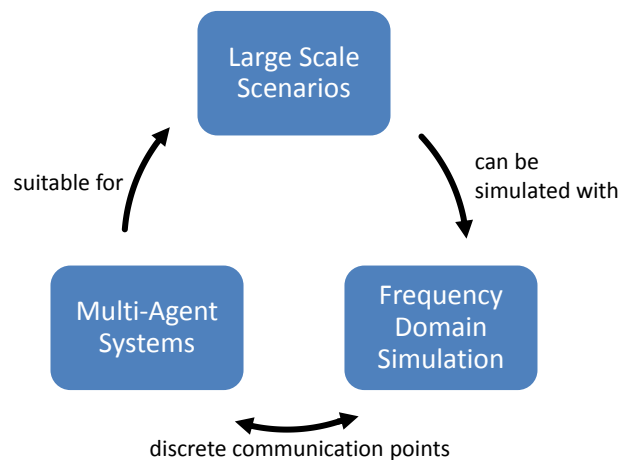 Large Scale
Scenarios
suitable for
can be
simulated with
Multi-Agent
Systems
Frequency
Domain
Simulation
discrete communication points